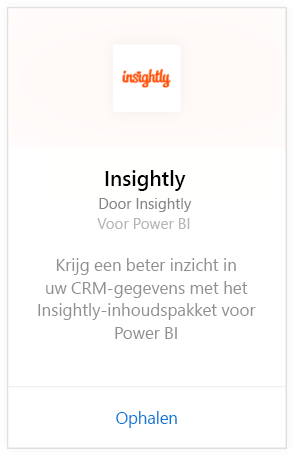 insightly
Insightly
Door Insightly
Voor Power BI
Krijg een beter inzicht in
uw CRM-gegevens met het
Insightly-inhoudspakket voor
Power BI
Ophalen